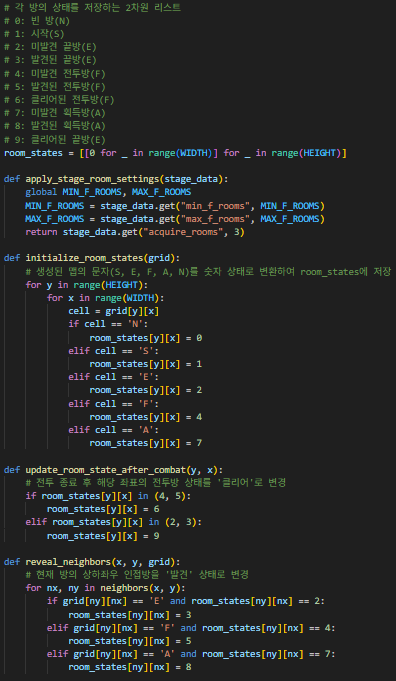 # 각 방의 상태를 저장하는 2차원 리스트
# 0: 빈 방(N)
# 1: 시작(S)
# 2: 미발견 끝방(E)
# 3: 발견된 끝방(E)
# 4: 미발견 전투방(F)
# 5: 발견된 전투방(F)
# 6: 클리어된 전투방(F)
# 7: 미발견 획득방(A)
# 8: 발견된 획득방(A)
# 9: 클리어된 끝방(E)
room_states = [[0 for _ in range(WIDTH)] for _ in range(HEIGHT)]

def apply_stage_room_settings(stage_data):
    global MIN_F_ROOMS, MAX_F_ROOMS
    MIN_F_ROOMS = stage_data.get("min_f_rooms", MIN_F_ROOMS)
    MAX_F_ROOMS = stage_data.get("max_f_rooms", MAX_F_ROOMS)
    return stage_data.get("acquire_rooms", 3)

def initialize_room_states(grid):
    # 생성된 맵의 문자(S, E, F, A, N)를 숫자 상태로 변환하여 room_states에 저장
    for y in range(HEIGHT):
        for x in range(WIDTH):
            cell = grid[y][x]
            if cell == 'N':
                room_states[y][x] = 0
            elif cell == 'S':
                room_states[y][x] = 1
            elif cell == 'E':
                room_states[y][x] = 2
            elif cell == 'F':
                room_states[y][x] = 4
            elif cell == 'A':
                room_states[y][x] = 7

def update_room_state_after_combat(y, x):
    # 전투 종료 후 해당 좌표의 전투방 상태를 '클리어'로 변경
    if room_states[y][x] in (4, 5):
        room_states[y][x] = 6
    elif room_states[y][x] in (2, 3):
        room_states[y][x] = 9

def reveal_neighbors(x, y, grid):
    # 현재 방의 상하좌우 인접방을 '발견' 상태로 변경
    for nx, ny in neighbors(x, y):
        if grid[ny][nx] == 'E' and room_states[ny][nx] == 2:
            room_states[ny][nx] = 3
        elif grid[ny][nx] == 'F' and room_states[ny][nx] == 4:
            room_states[ny][nx] = 5
        elif grid[ny][nx] == 'A' and room_states[ny][nx] == 7:
            room_states[ny][nx] = 8